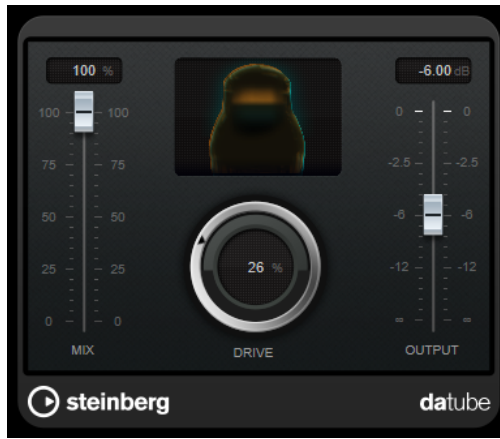 100 %
-6.00 dB
100 100
75 75
50 50
25 25
0 0
MIX
26 %
DRIVE
0 0
-2.5 -2.5
-6 -6
-12 -12
∞ ∞
OUTPUT
steinberg
datube